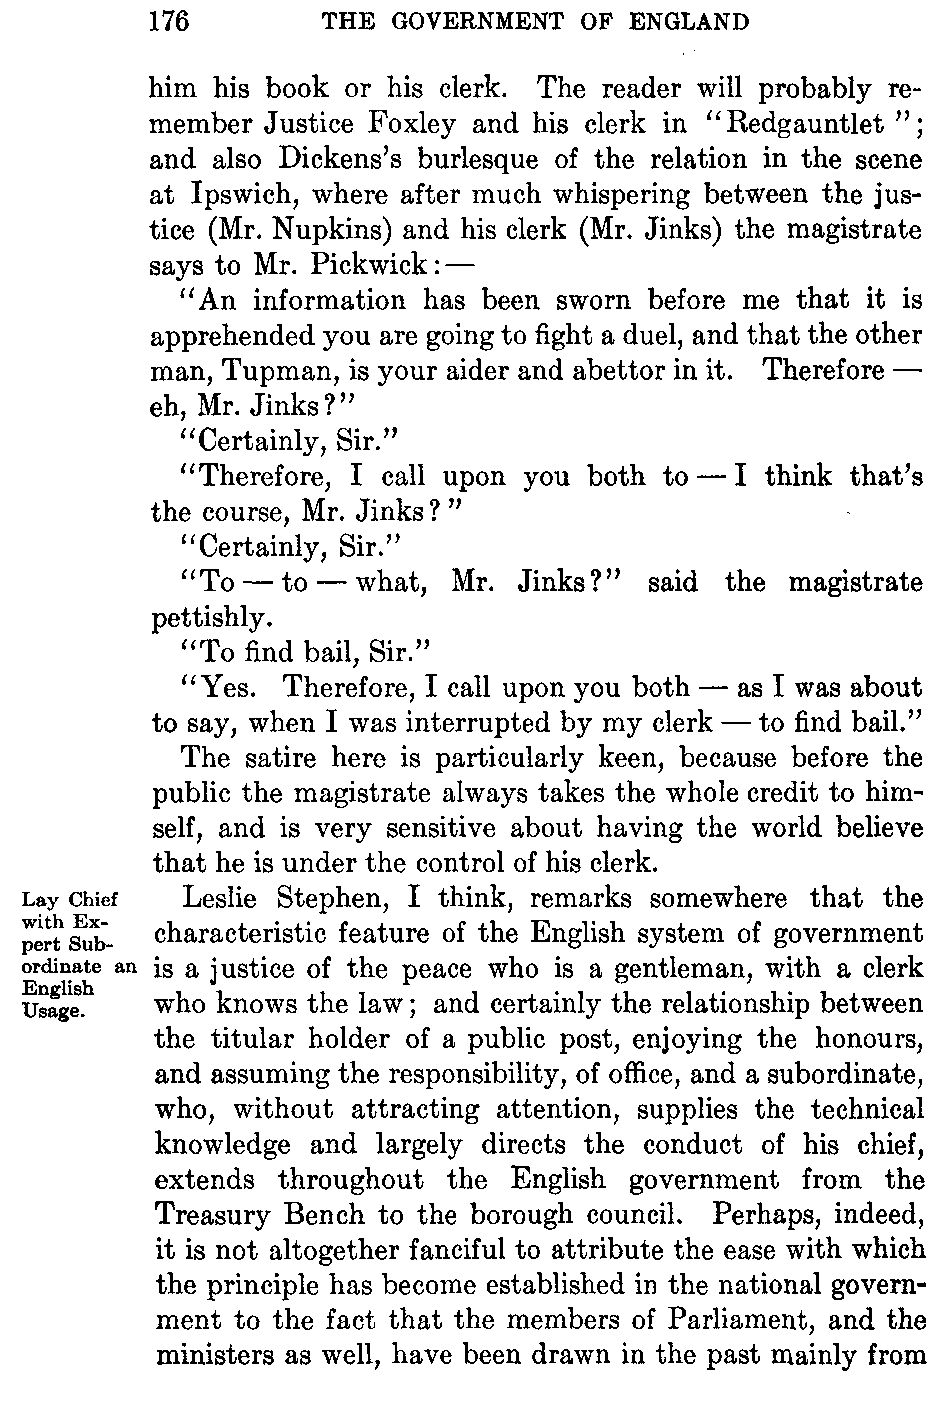 176 THE GOVERNMENT OF ENGLAND
him his book or his clerk. The reader will probably re-
member Justice Foxley and his clerk in "Redgauntlet";
and also Dickens's burlesque of the relation in the scene
at Ipswich, where after much whispering between the jus-
tice (Mr. Nupkins) and his clerk (Mr. Jinks) the magistrate
says to Mr. Pickwick:—
"An information has been sworn before me that it is
apprehended you are going to fight a duel, and that the other
man, Tupman, is your aider and abettor in it. Therefore —
eh, Mr. Jinks?"
"Certainly, Sir."
"Therefore, I call upon you both to — I think that's
the course, Mr. Jinks?"
"Certainly, Sir."
"To — to — what, Mr. Jinks?" said the magistrate
pettishly.
"To find bail, Sir."
"Yes. Therefore, I call upon you both — as I was about
to say, when I was interrupted by my clerk — to find bail."
The satire here is particularly keen, because before the
public the magistrate always takes the whole credit to him-
self, and is very sensitive about having the world believe
that he is under the control of his clerk.
Lay Chief
with Ex-
pert Sub-
ordinate an
English
Usage.
Leslie Stephen, I think, remarks somewhere that the
characteristic feature of the English system of government
is a justice of the peace who is a gentleman, with a clerk
who knows the law; and certainly the relationship between
the titular holder of a public post, enjoying the honours,
and assuming the responsibility, of office, and a subordinate,
who, without attracting attention, supplies the technical
knowledge and largely directs the conduct of his chief,
extends throughout the English government from the
Treasury Bench to the borough council. Perhaps, indeed,
it is not altogether fanciful to attribute the ease with which
the principle has become established in the national govern-
ment to the fact that the members of Parliament, and the
ministers as well, have been drawn in the past mainly from